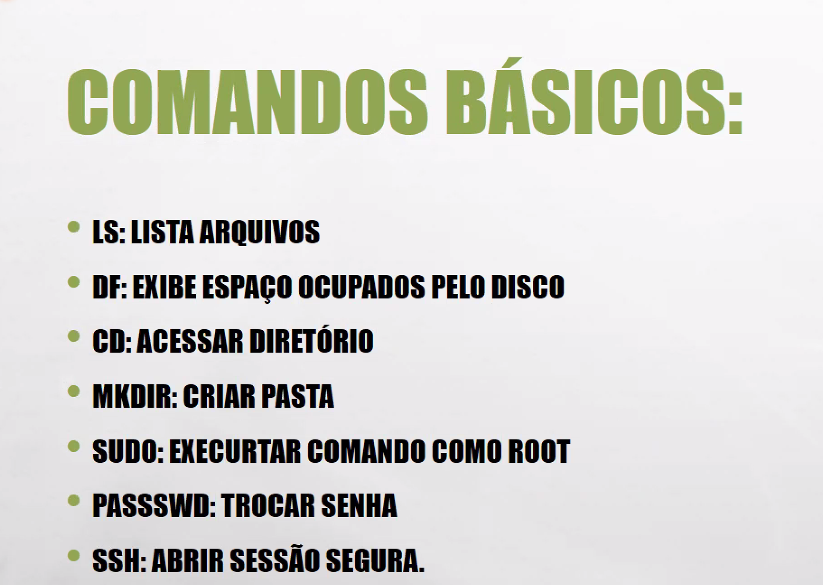 COMANDOS BÁSICOS:
• LS: LISTA ARQUIVOS
• DF: EXIBE ESPAÇO OCUPADOS PELO DISCO
• CD: ACESSAR DIRETÓRIO
• MKDIR: CRIAR PASTA
• SUDO: EXECURTAR COMANDO COMO ROOT
• PASSSWD: TROCAR SENHA
• SSH: ABRIR SESSÃO SEGURA.